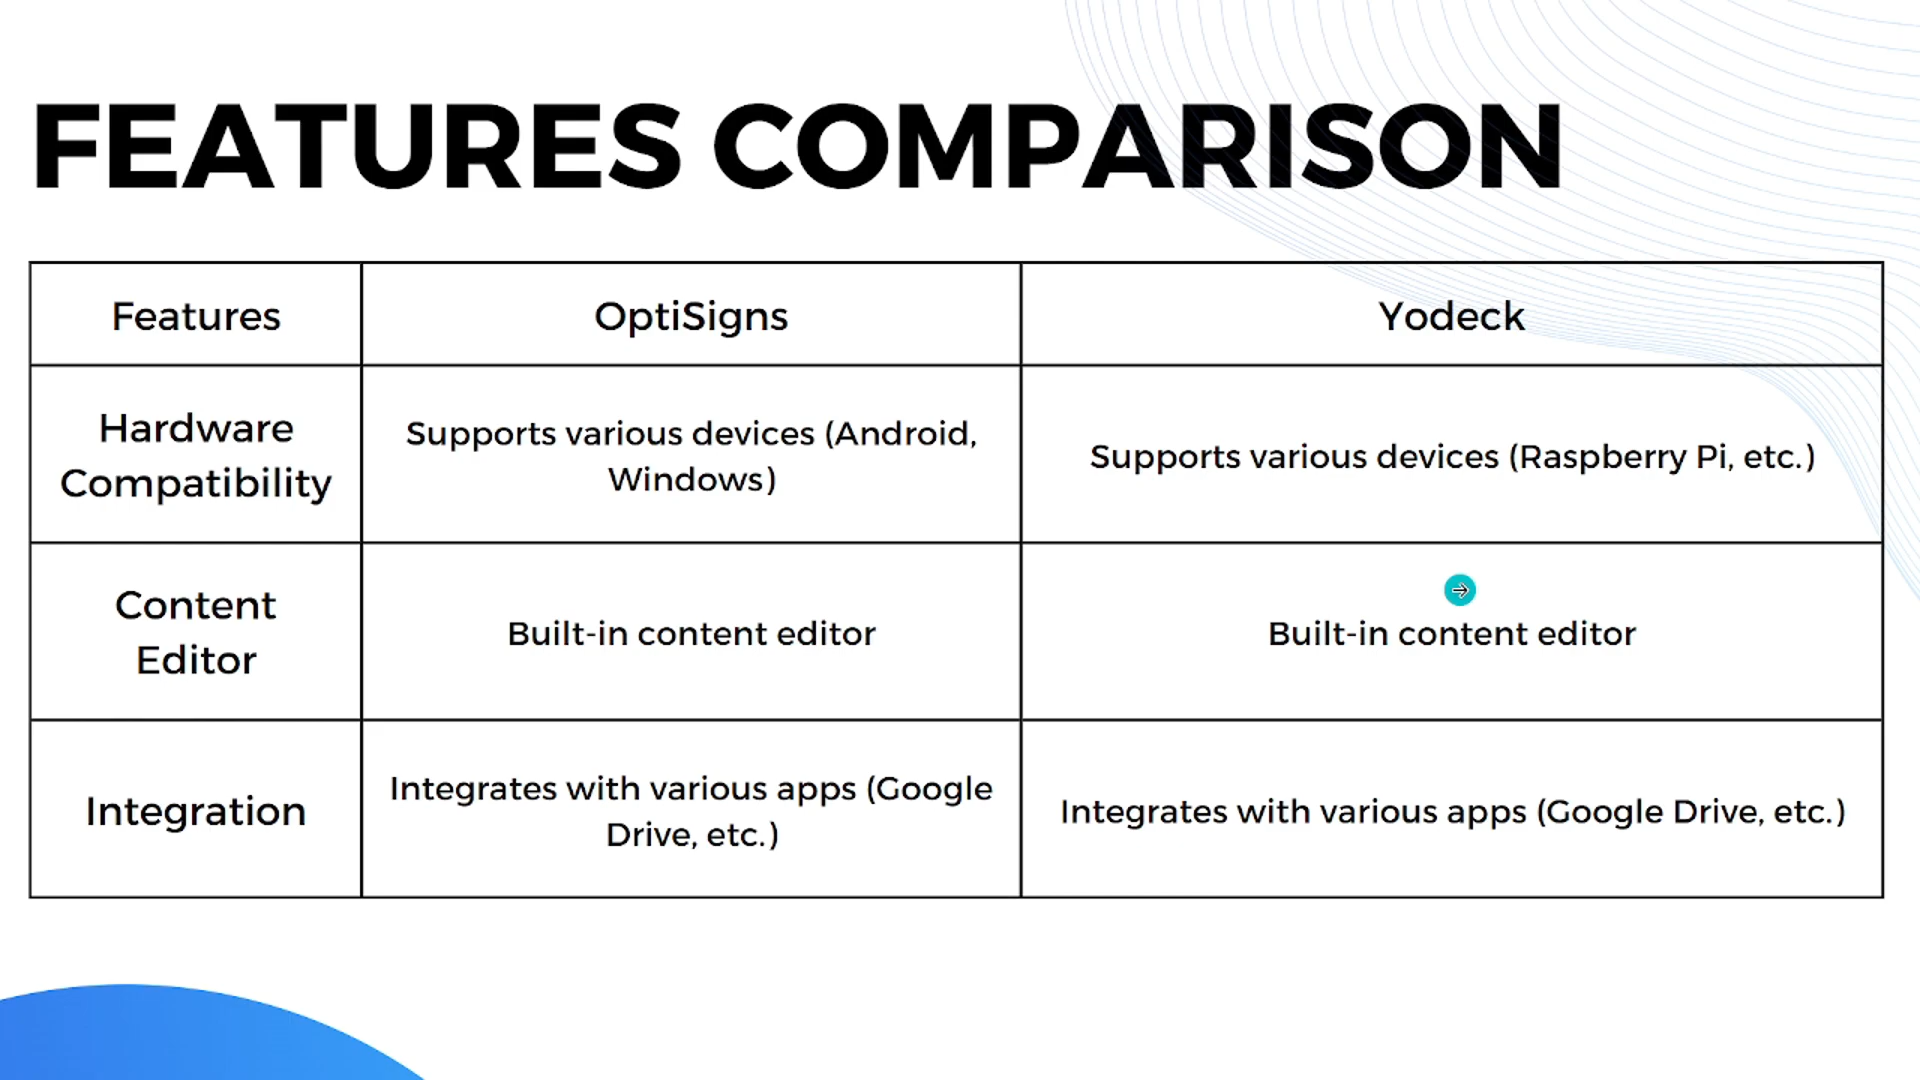 FEATURES COMPARISON
Features
OptiSigns
Yodeck
Hardware
Compatibility
Supports various devices (Android,
Windows)
Supports various devices (Raspberry Pi, etc.)
Content
Editor
Built-in content editor
Built-in content editor
Integration
Integrates with various apps (Google
Drive, etc.)
Integrates with various apps (Google Drive, etc.)